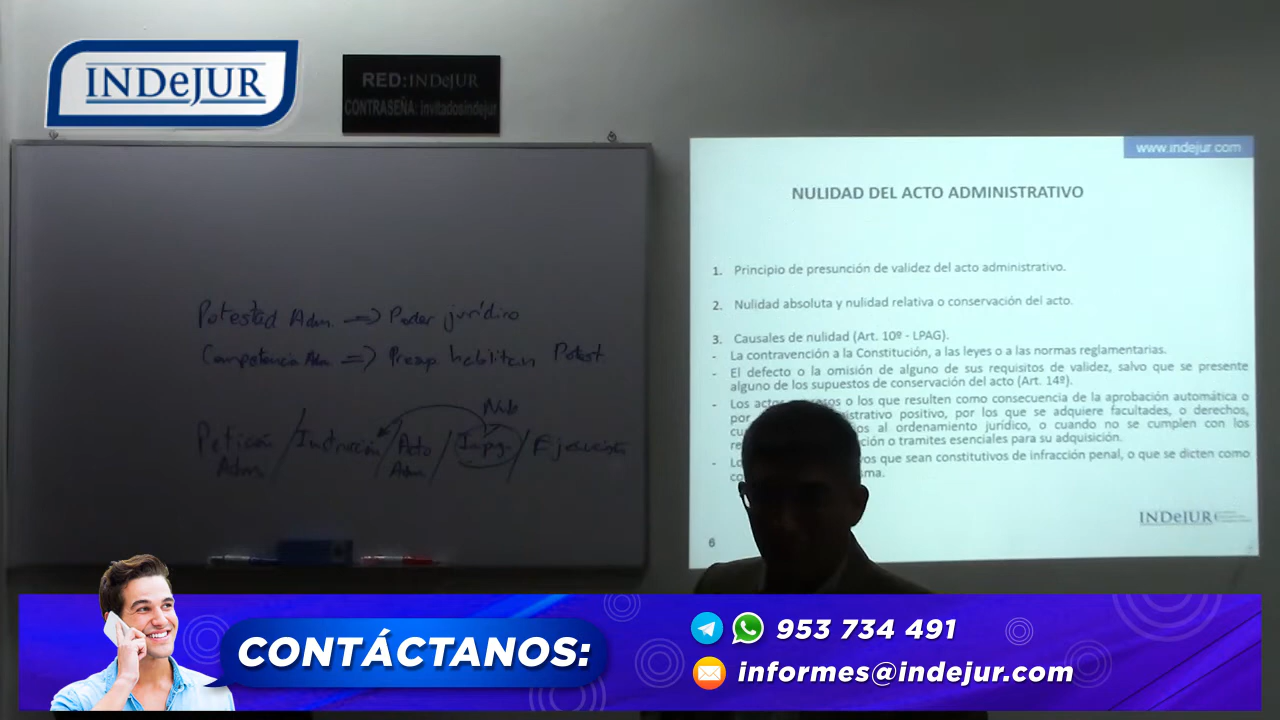 INDeJUR
RED:INDeJUR
CONTRASEÑA: invitadosindejur
Potestad Adm. => Poder jurídico
Competencia Adm => Presup habilitan Potest
Nule
Petición / Instrucción / Acto / Impg. / Ejecución
Adm. Adm
www.indejur.com
NULIDAD DEL ACTO ADMINISTRATIVO
1. Principio de presunción de validez del acto administrativo.
2. Nulidad absoluta y nulidad relativa o conservación del acto.
3. Causales de nulidad (Art. 10º - LPAG).
- La contravención a la Constitución, a las leyes o a las normas reglamentarias.
- El defecto o la omisión de alguno de sus requisitos de validez, salvo que se presente
alguno de los supuestos de conservación del acto (Art. 14º).
- Los actos o los que resulten como consecuencia de la aprobación automática o
por positivo, por los que se adquiere facultades, o derechos,
al ordenamiento jurídico, o cuando no se cumplen con los
o tramites esenciales para su adquisición.
- que sean constitutivos de infracción penal, o que se dicten como
INDeJUR
6
CONTÁCTANOS:
953 734 491
informes@indejur.com